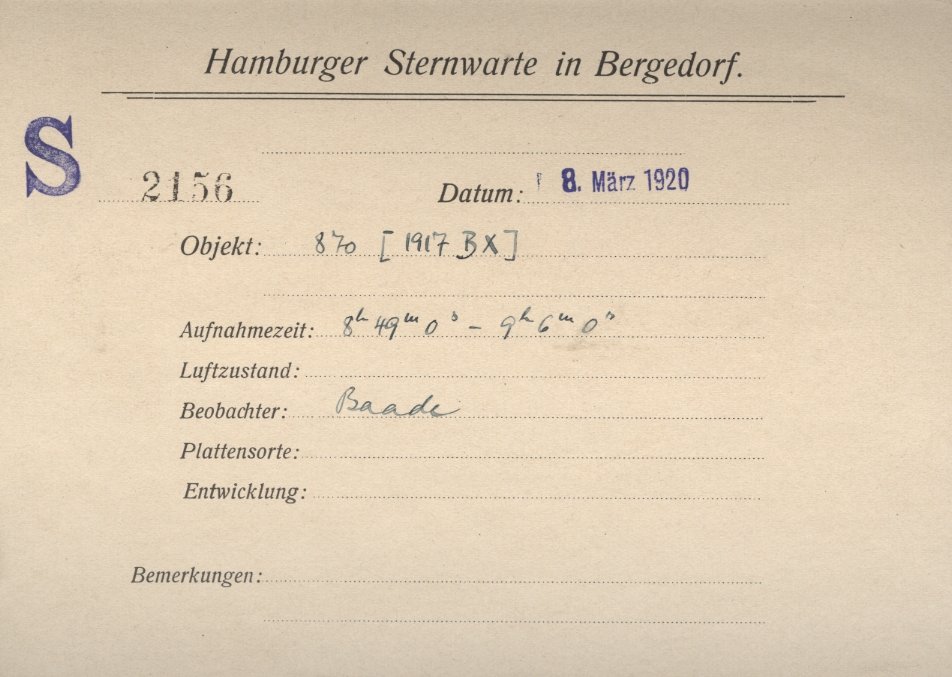 Hamburger Sternwarte in Bergedorf.
S
2156 Datum: 8. März 1920
Objekt: 870 [1917 BX]
Aufnahmezeit: 8h 49m 0s – 9h 6m 0s
Luftzustand:
Beobachter: Baade
Plattensorte:
Entwicklung:
Bemerkungen: